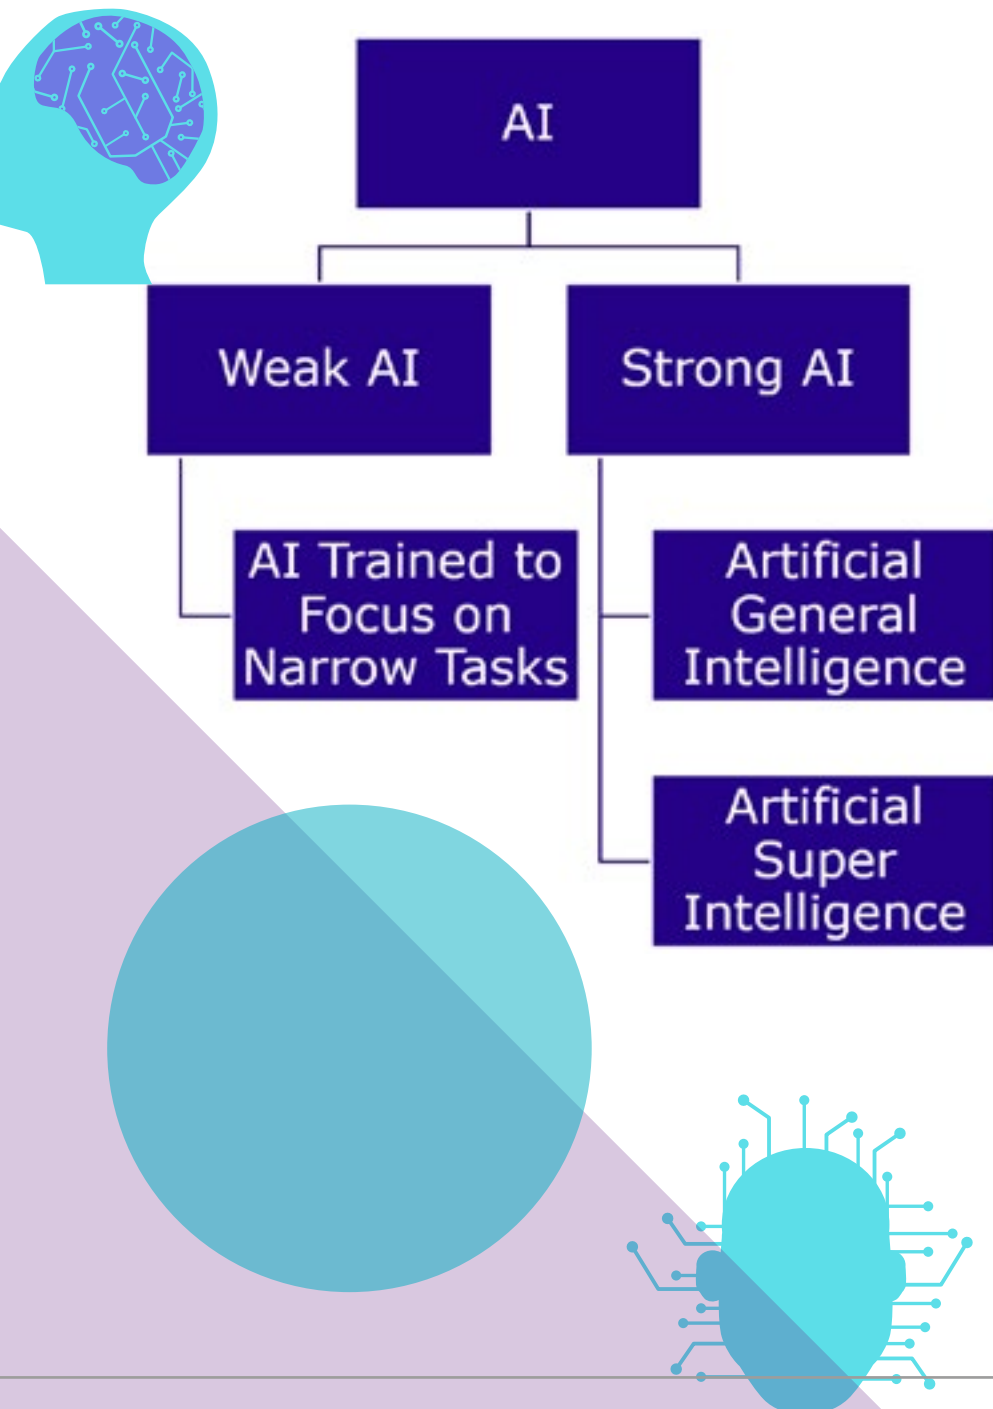 AI
Weak AI
Strong AI
AI Trained to
Focus on
Narrow Tasks
Artificial
General
Intelligence
Artificial
Super
Intelligence